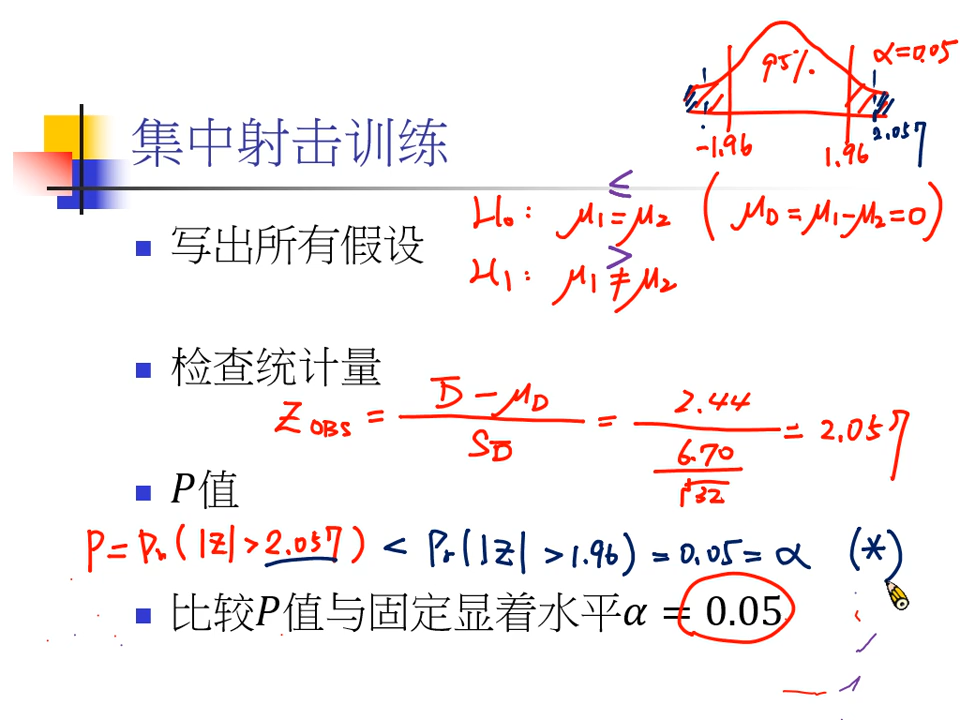 95% α=0.05
-1.96 1.96 2.057
集中射击训练
≤
H₀: μ₁=μ₂ (μD=μ₁-μ₂=0)
写出所有假设
>
H₁: μ₁≠μ₂
检查统计量
Z OBS = (D̅-μD)/SD̅ = 2.44/(6.70/√32) = 2.057
P值
P=Pr(|Z|>2.057) < Pr(|Z|>1.96)=0.05=α (*)
比较P值与固定显着水平α = 0.05